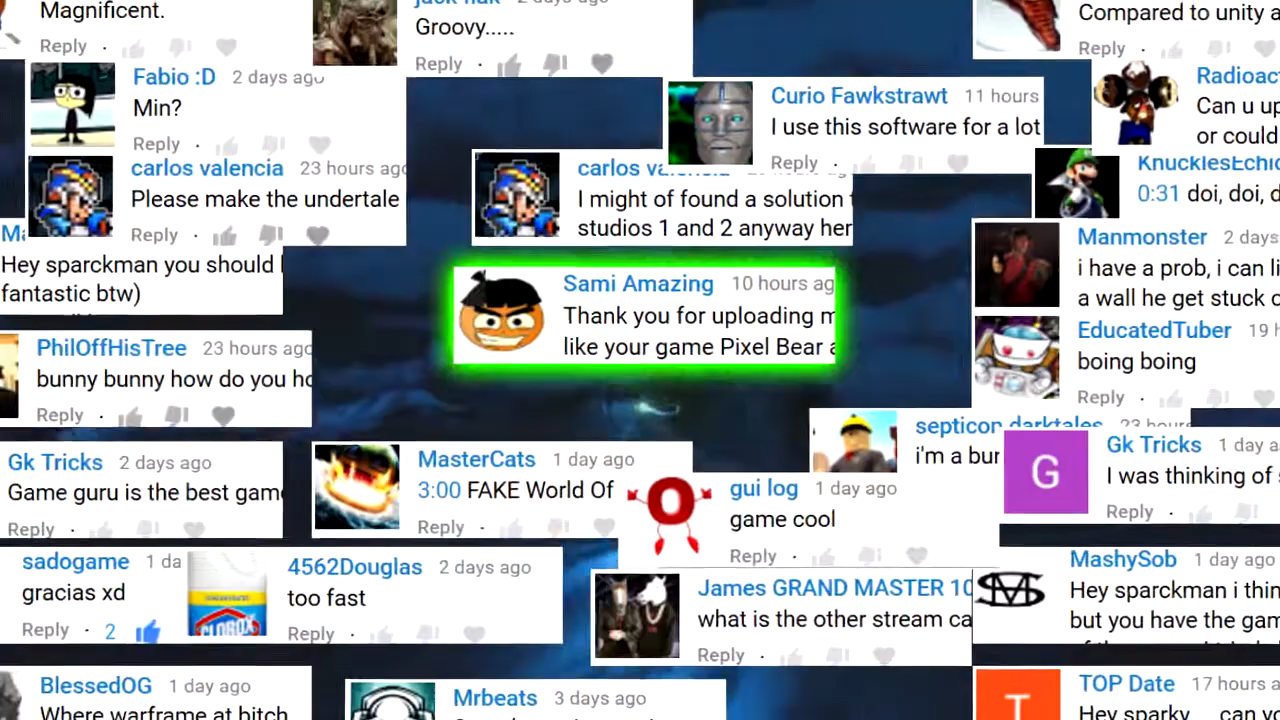 Magnificent.
Reply
2 days ago
Groovy.....
Reply
Compared to unity a
Reply
Fabio :D 2 days ago
Min?
Reply
carlos valencia 23 hours ago
Please make the undertale
Reply
Curio Fawkstrawt 11 hours
I use this software for a lot
Reply
Can u up
or could
carlos
I might of found a solution
studios 1 and 2 anyway her
0:31 doi, doi, d
Hey sparckman you should
fantastic btw)
Manmonster 2 days
i have a prob, i can li
a wall he get stuck o
Sami Amazing 10 hours ag
Thank you for uploading m
like your game Pixel Bear a
PhilOffHisTree 23 hours ago
bunny bunny how do you ho
Reply
EducatedTuber 19 h
boing boing
Reply
septicon darktales 23 hours
i'm a bur
Gk Tricks 1 day a
I was thinking of s
Reply
G
Gk Tricks 2 days ago
Game guru is the best game
Reply
MasterCats 1 day ago
3:00 FAKE World Of
Reply
gui log 1 day ago
game cool
Reply
sadogame 1 da
gracias xd
Reply 2
4562Douglas 2 days ago
too fast
Reply
CLOROX
James GRAND MASTER 10
what is the other stream ca
Reply
MashySob 1 day ago
Hey sparckman i thin
but you have the gam
BlessedOG 1 day ago
Where warframe at bitch
Mrbeats 3 days ago
TOP Date 17 hours a
Hey sparky can yo
T